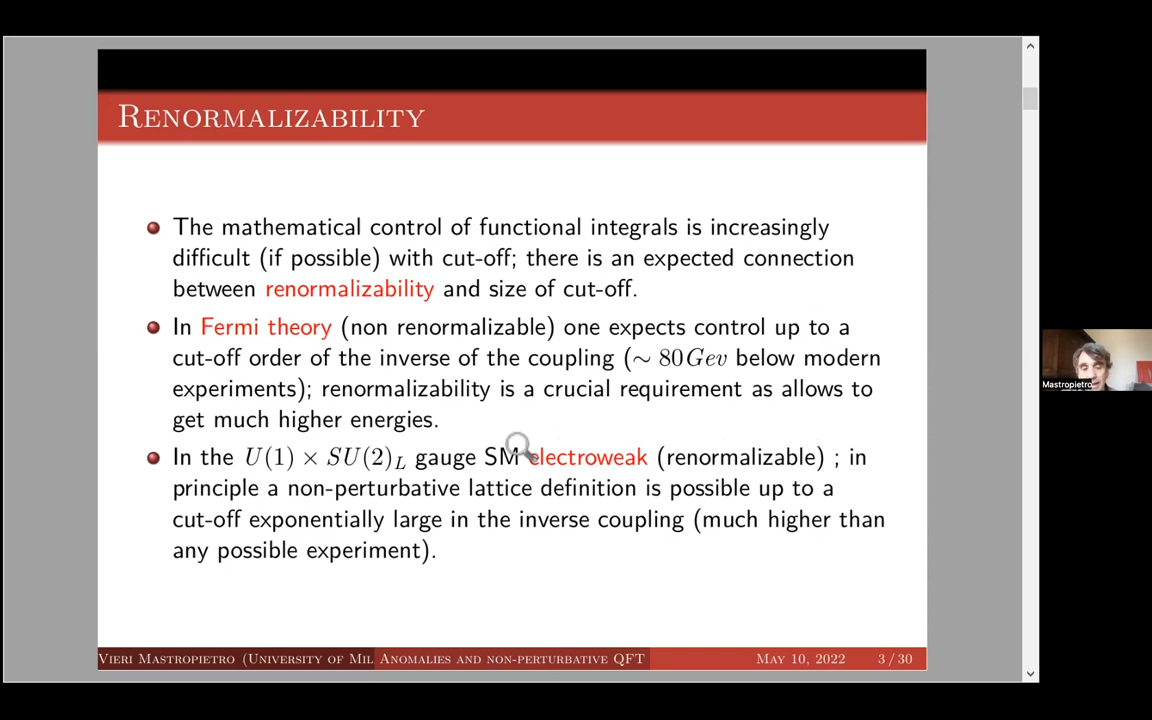 Renormalizability
The mathematical control of functional integrals is increasingly
difficult (if possible) with cut-off; there is an expected connection
between renormalizability and size of cut-off.
In Fermi theory (non renormalizable) one expects control up to a
cut-off order of the inverse of the coupling (∼ 80Gev below modern
experiments); renormalizability is a crucial requirement as allows to
get much higher energies.
In the U(1) × SU(2)_L gauge SM electroweak (renormalizable) ; in
principle a non-perturbative lattice definition is possible up to a
cut-off exponentially large in the inverse coupling (much higher than
any possible experiment).
Mastropietro
Vieri Mastropietro (University of Mil Anomalies and non-perturbative QFT May 10, 2022 3 / 30